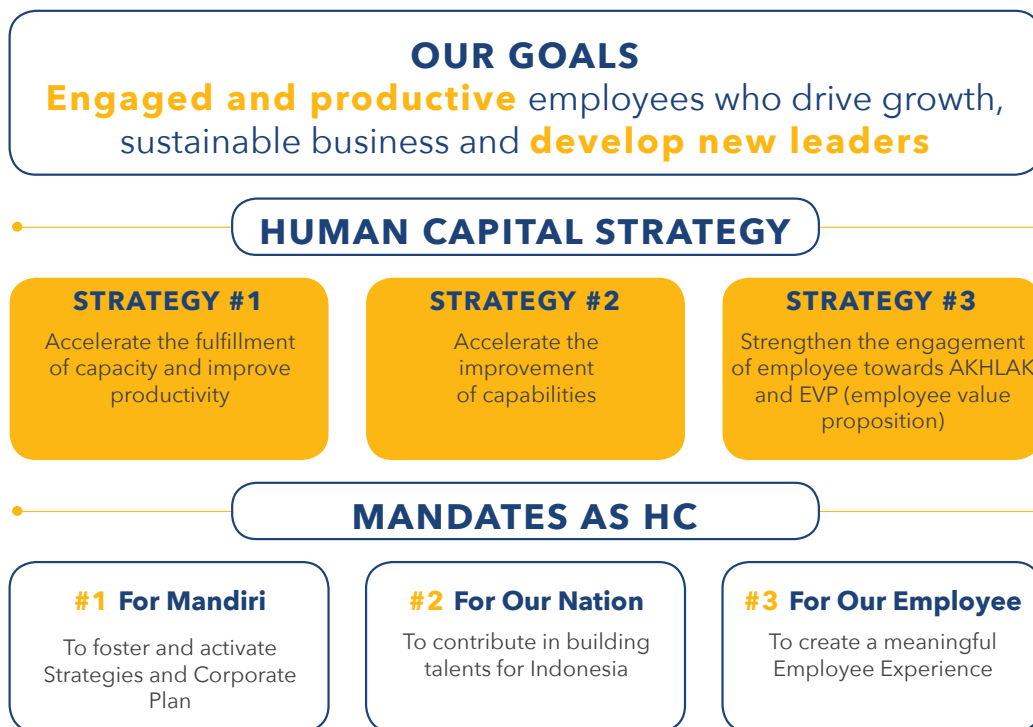 OUR GOALS
Engaged and productive employees who drive growth,
sustainable business and develop new leaders
HUMAN CAPITAL STRATEGY
STRATEGY #1
Accelerate the fulfillment
of capacity and improve
productivity
STRATEGY #2
Accelerate the
improvement
of capabilities
STRATEGY #3
Strengthen the engagement
of employee towards AKHLAK
and EVP (employee value
proposition)
MANDATES AS HC
#1 For Mandiri
To foster and activate
Strategies and Corporate
Plan
#2 For Our Nation
To contribute in building
talents for Indonesia
#3 For Our Employee
To create a meaningful
Employee Experience